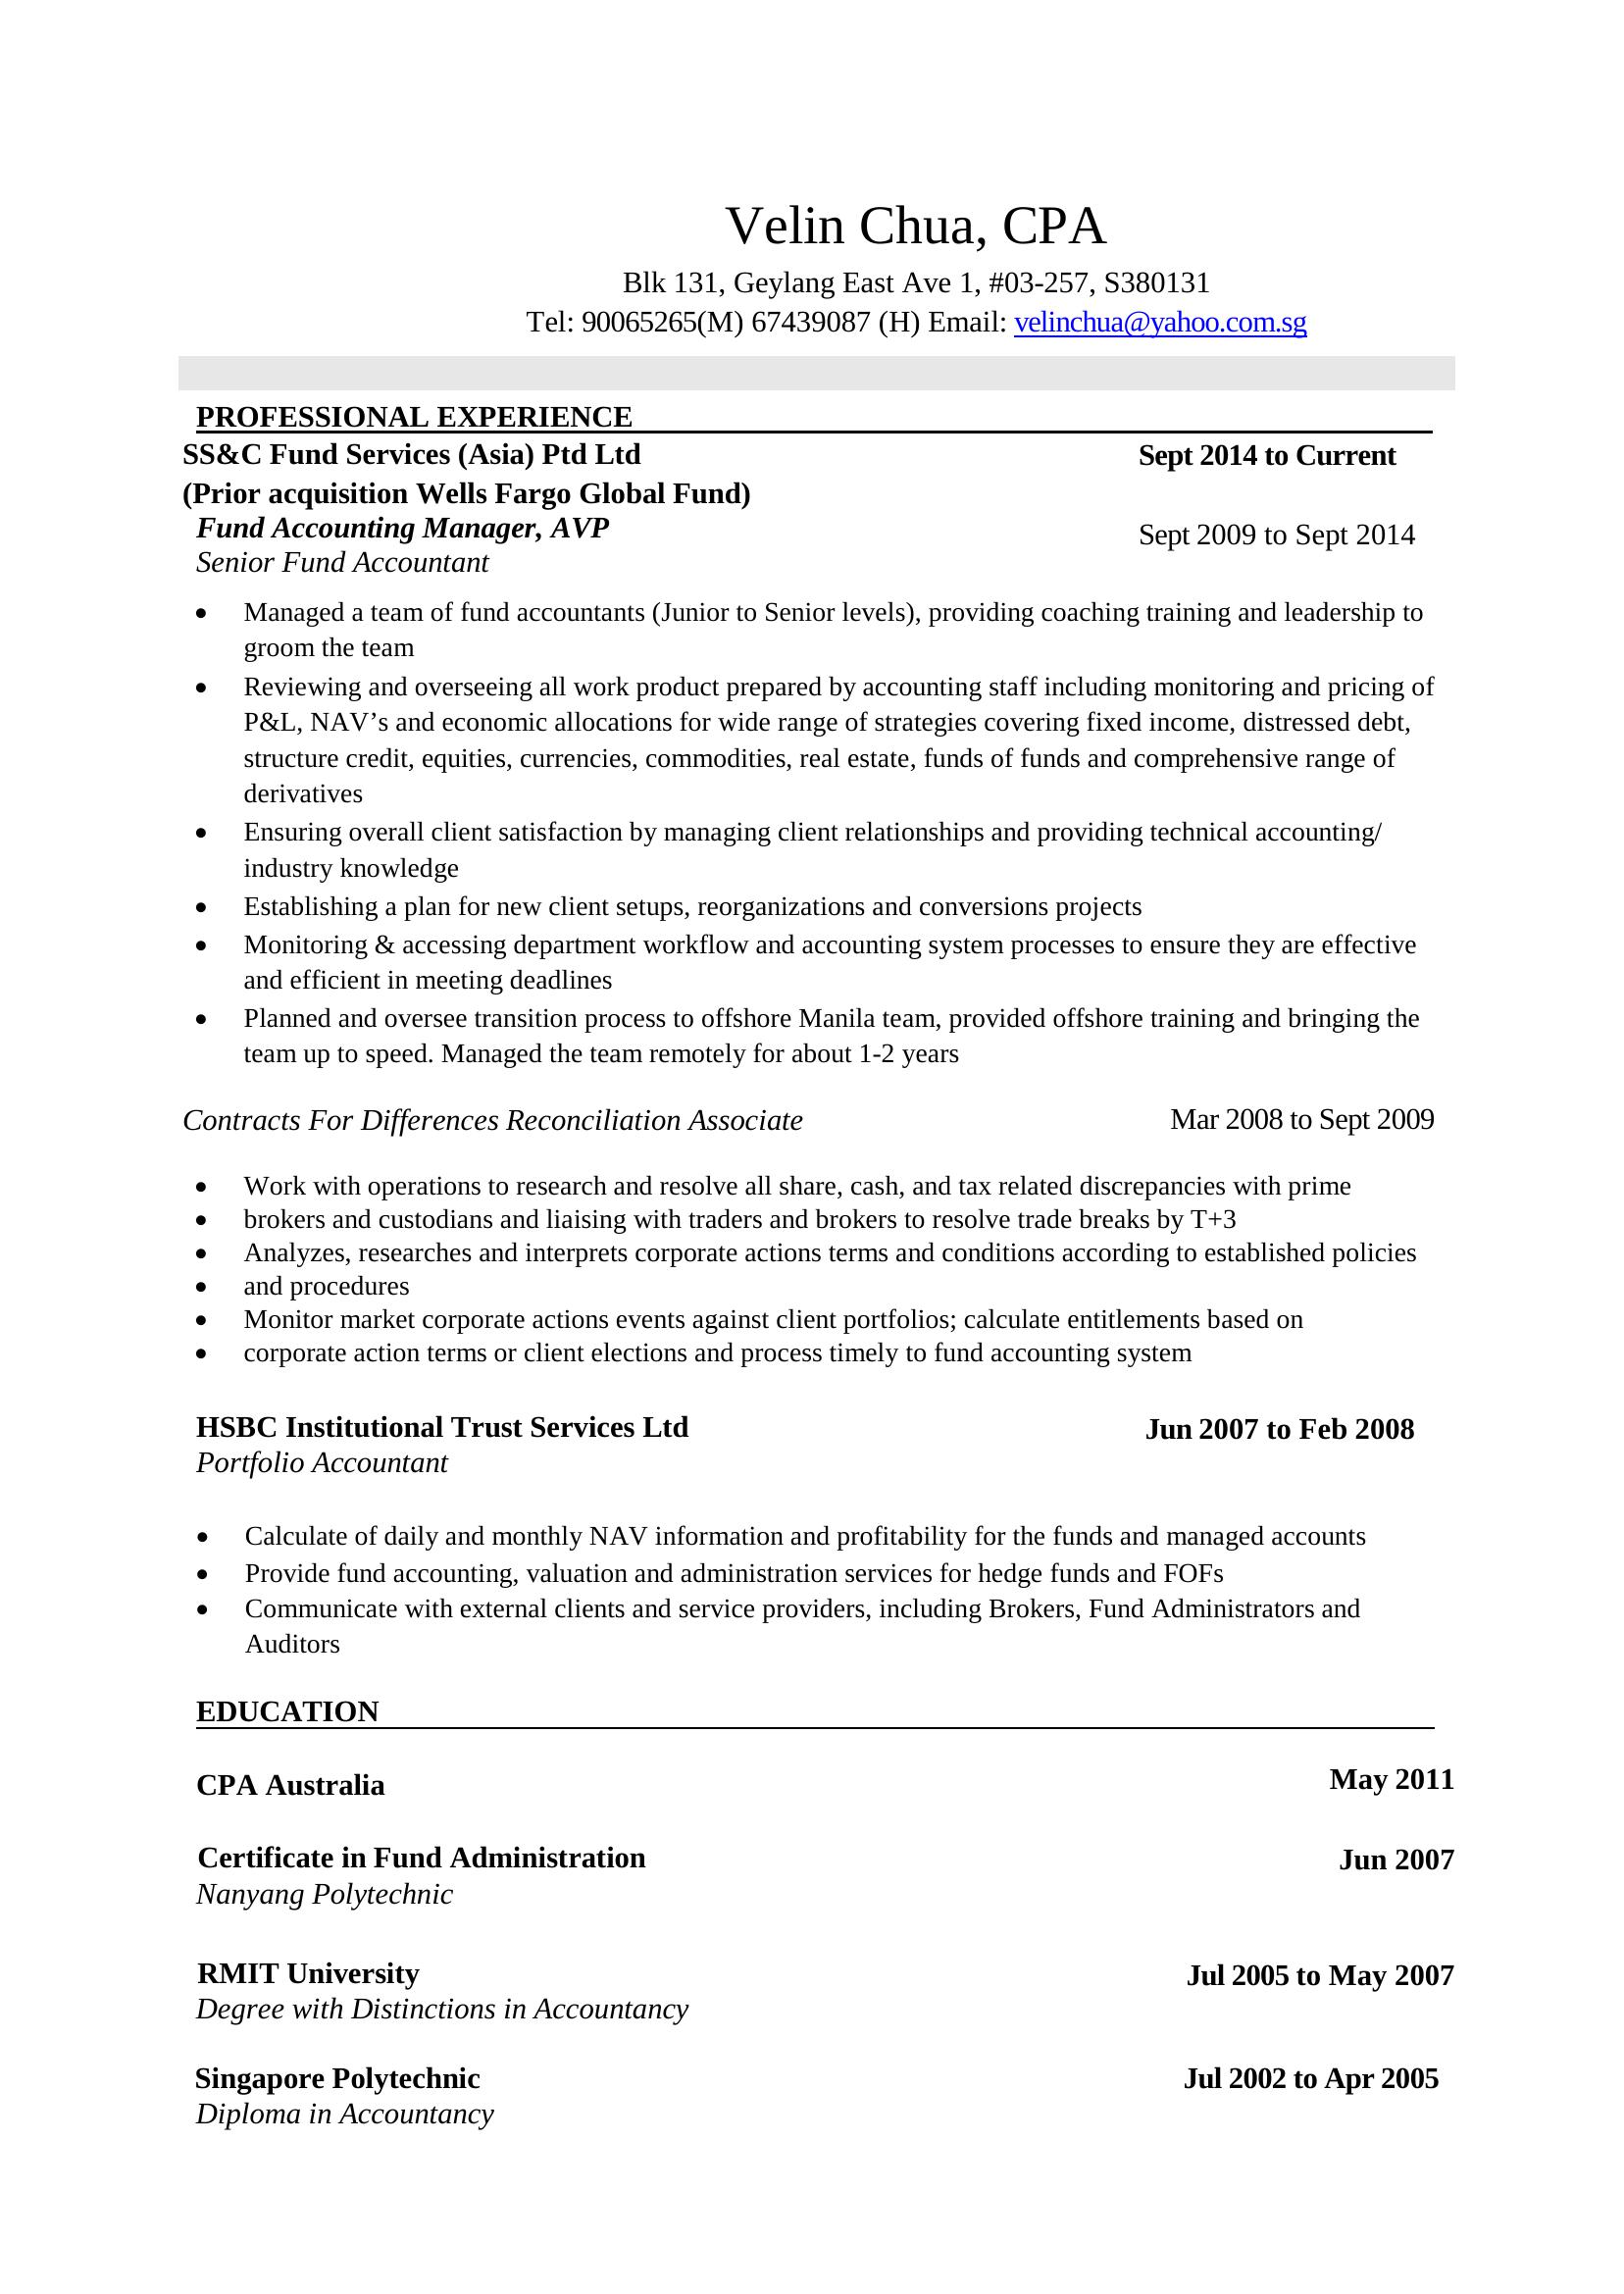 Velin Chua, CPA
Blk 131, Geylang East Ave 1, #03-257, S380131
Tel: 90065265(M) 67439087 (H) Email: velinchua@yahoo.com.sg
PROFESSIONAL EXPERIENCE
SS&C Fund Services (Asia) Ptd Ltd Sept 2014 to Current
(Prior acquisition Wells Fargo Global Fund)
Fund Accounting Manager, AVP Sept 2009 to Sept 2014
Senior Fund Accountant
• Managed a team of fund accountants (Junior to Senior levels), providing coaching training and leadership to
groom the team
• Reviewing and overseeing all work product prepared by accounting staff including monitoring and pricing of
P&L, NAV’s and economic allocations for wide range of strategies covering fixed income, distressed debt,
structure credit, equities, currencies, commodities, real estate, funds of funds and comprehensive range of
derivatives
• Ensuring overall client satisfaction by managing client relationships and providing technical accounting/
industry knowledge
• Establishing a plan for new client setups, reorganizations and conversions projects
• Monitoring & accessing department workflow and accounting system processes to ensure they are effective
and efficient in meeting deadlines
• Planned and oversee transition process to offshore Manila team, provided offshore training and bringing the
team up to speed. Managed the team remotely for about 1-2 years
Contracts For Differences Reconciliation Associate Mar 2008 to Sept 2009
• Work with operations to research and resolve all share, cash, and tax related discrepancies with prime
• brokers and custodians and liaising with traders and brokers to resolve trade breaks by T+3
• Analyzes, researches and interprets corporate actions terms and conditions according to established policies
• and procedures
• Monitor market corporate actions events against client portfolios; calculate entitlements based on
• corporate action terms or client elections and process timely to fund accounting system
HSBC Institutional Trust Services Ltd Jun 2007 to Feb 2008
Portfolio Accountant
• Calculate of daily and monthly NAV information and profitability for the funds and managed accounts
• Provide fund accounting, valuation and administration services for hedge funds and FOFs
• Communicate with external clients and service providers, including Brokers, Fund Administrators and
Auditors
EDUCATION
CPA Australia May 2011
Certificate in Fund Administration Jun 2007
Nanyang Polytechnic
RMIT University Jul 2005 to May 2007
Degree with Distinctions in Accountancy
Singapore Polytechnic Jul 2002 to Apr 2005
Diploma in Accountancy